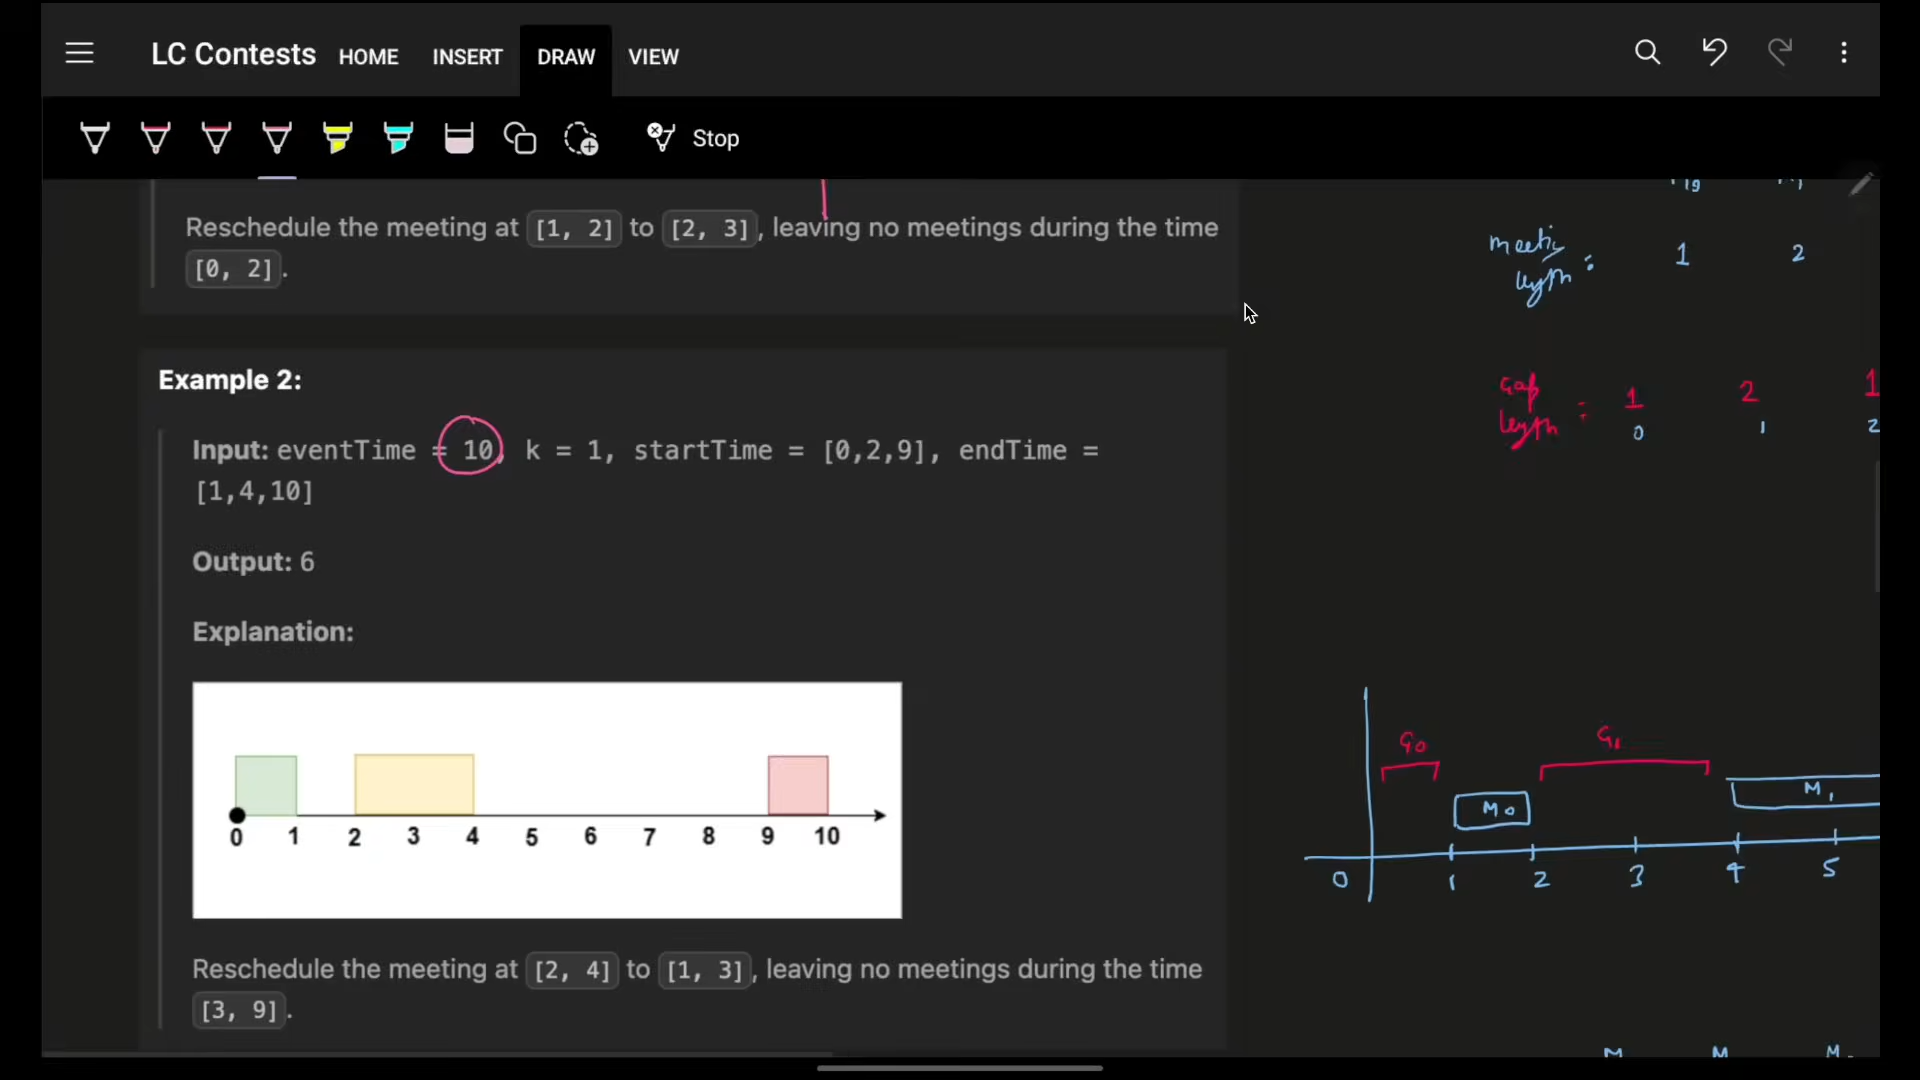 LC Contests HOME INSERT DRAW VIEW
Stop
Reschedule the meeting at [1, 2] to [2, 3], leaving no meetings during the time
[0, 2].
Example 2:
Input: eventTime = 10, k = 1, startTime = [0,2,9], endTime =
[1,4,10]
Output: 6
Explanation:
0 1 2 3 4 5 6 7 8 9 10
Reschedule the meeting at [2, 4] to [1, 3], leaving no meetings during the time
[3, 9].
: 1 2
Gap : 1 2 1
0 1 2
G0 G1
M0 M1
0 1 2 3 4 5
M M M